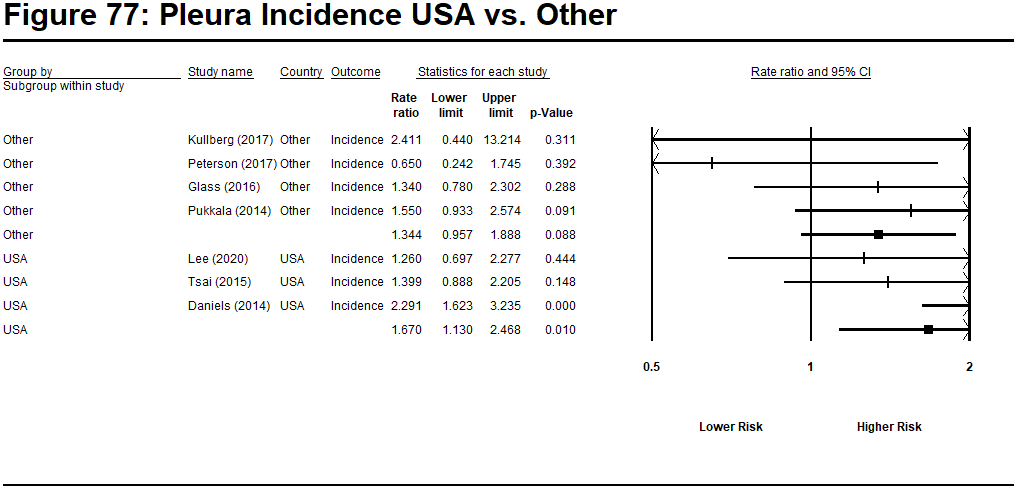 Figure 77: Pleura Incidence USA vs. Other
Group by Study name Country Outcome Statistics for each study Rate ratio and 95% CI
Subgroup within study
Rate Lower Upper
ratio limit limit p-Value
Other Kullberg (2017) Other Incidence 2.411 0.440 13.214 0.311
Other Peterson (2017) Other Incidence 0.650 0.242 1.745 0.392
Other Glass (2016) Other Incidence 1.340 0.780 2.302 0.288
Other Pukkala (2014) Other Incidence 1.550 0.933 2.574 0.091
Other 1.344 0.957 1.888 0.088
USA Lee (2020) USA Incidence 1.260 0.697 2.277 0.444
USA Tsai (2015) USA Incidence 1.399 0.888 2.205 0.148
USA Daniels (2014) USA Incidence 2.291 1.623 3.235 0.000
USA 1.670 1.130 2.468 0.010
0.5 1 2
Lower Risk Higher Risk